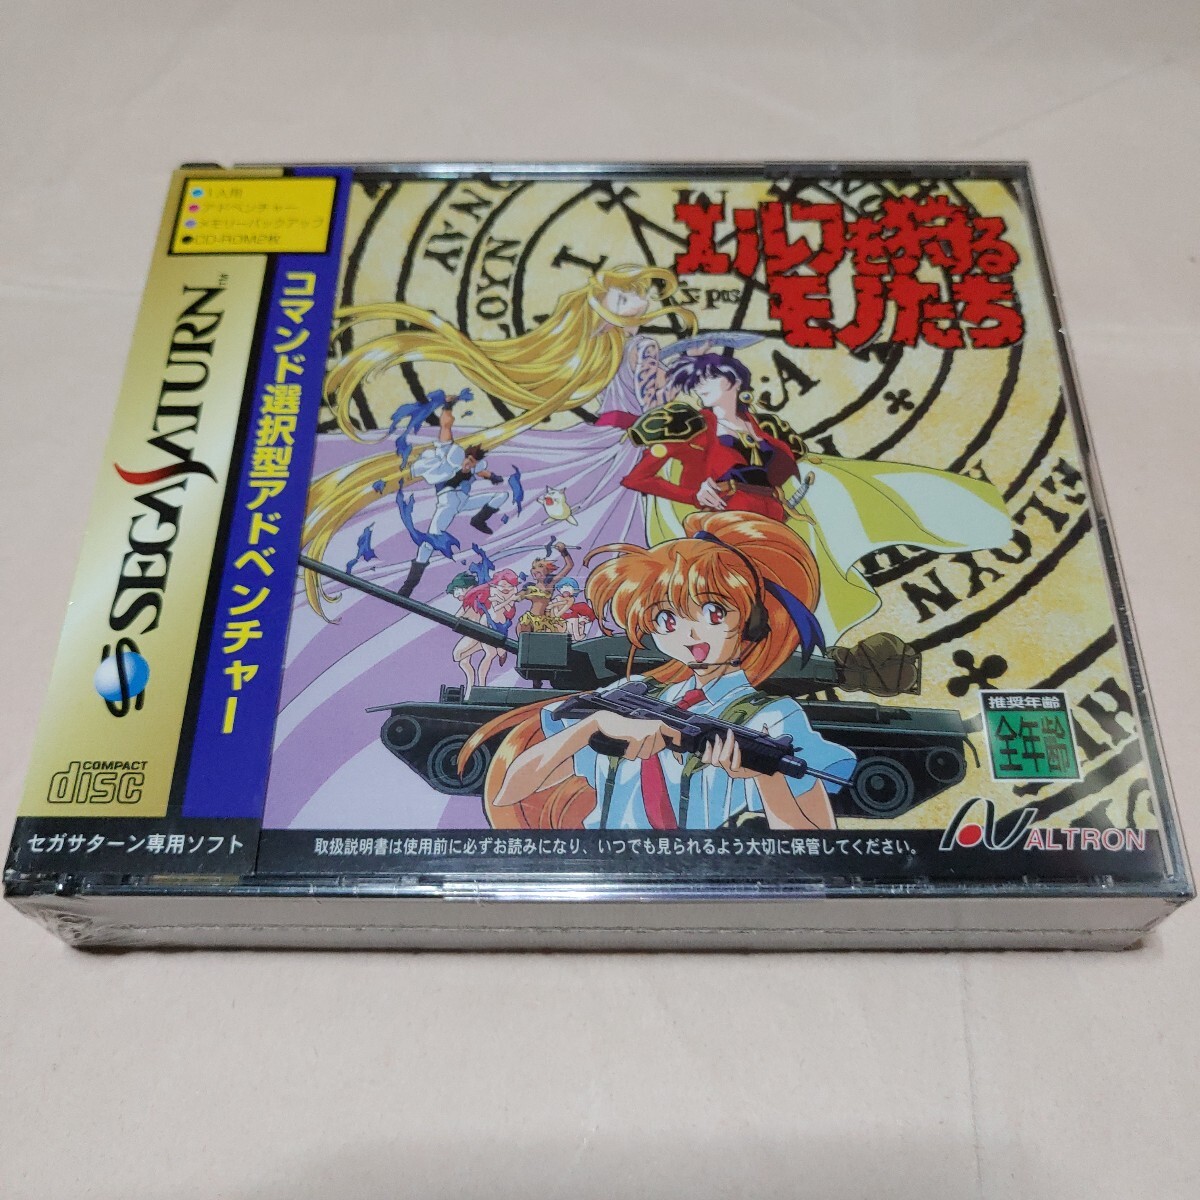 1人用
アドベンチャー
メモリーバックアップ
CD-ROM2枚
SEGA SATURN™
コマンド選択型アドベンチャー
COMPACT
disc
セガサターン専用ソフト
エルフを狩る
モノたち
推奨年齢
全年齢
取扱説明書は使用前に必ずお読みになり、いつでも見られるよう大切に保管してください。
ALTRON